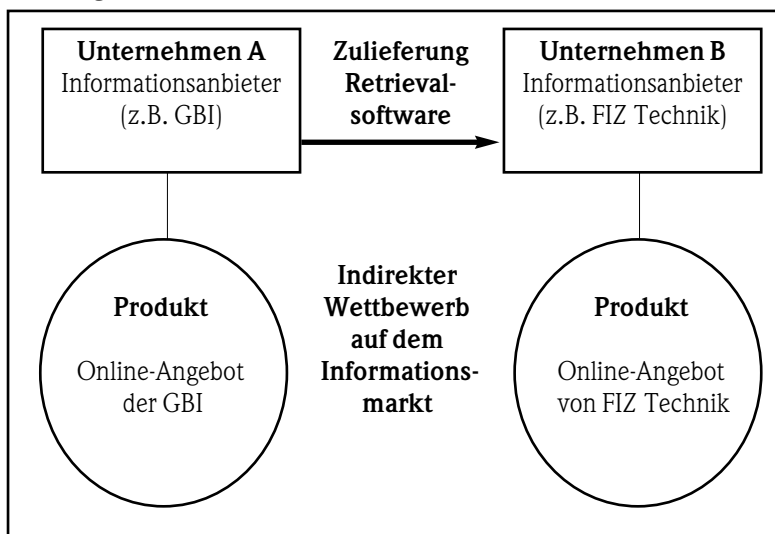 Unternehmen A
Informationsanbieter
(z.B. GBI)
Zulieferung
Retrieval-
software
Unternehmen B
Informationsanbieter
(z.B. FIZ Technik)
Produkt
Online-Angebot
der GBI
Indirekter
Wettbewerb
auf dem
Informations-
markt
Produkt
Online-Angebot
von FIZ Technik